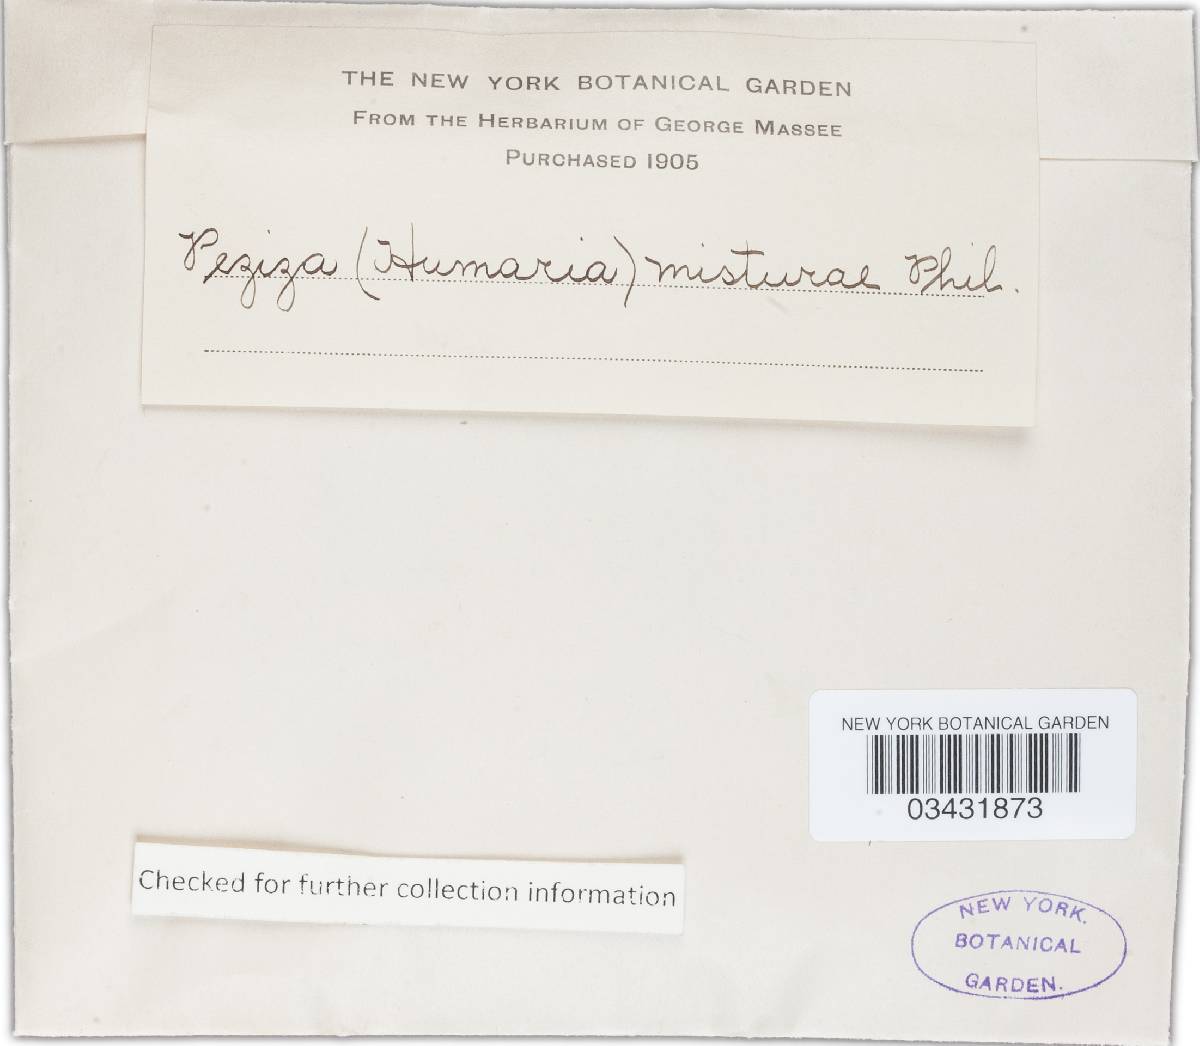 THE NEW YORK BOTANICAL GARDEN
FROM THE HERBARIUM OF GEORGE MASSEE
PURCHASED 1905
Peziza (Humaria) misturae Phil.
NEW YORK BOTANICAL GARDEN
03431873
Checked for further collection information
NEW YORK.
BOTANICAL
GARDEN.